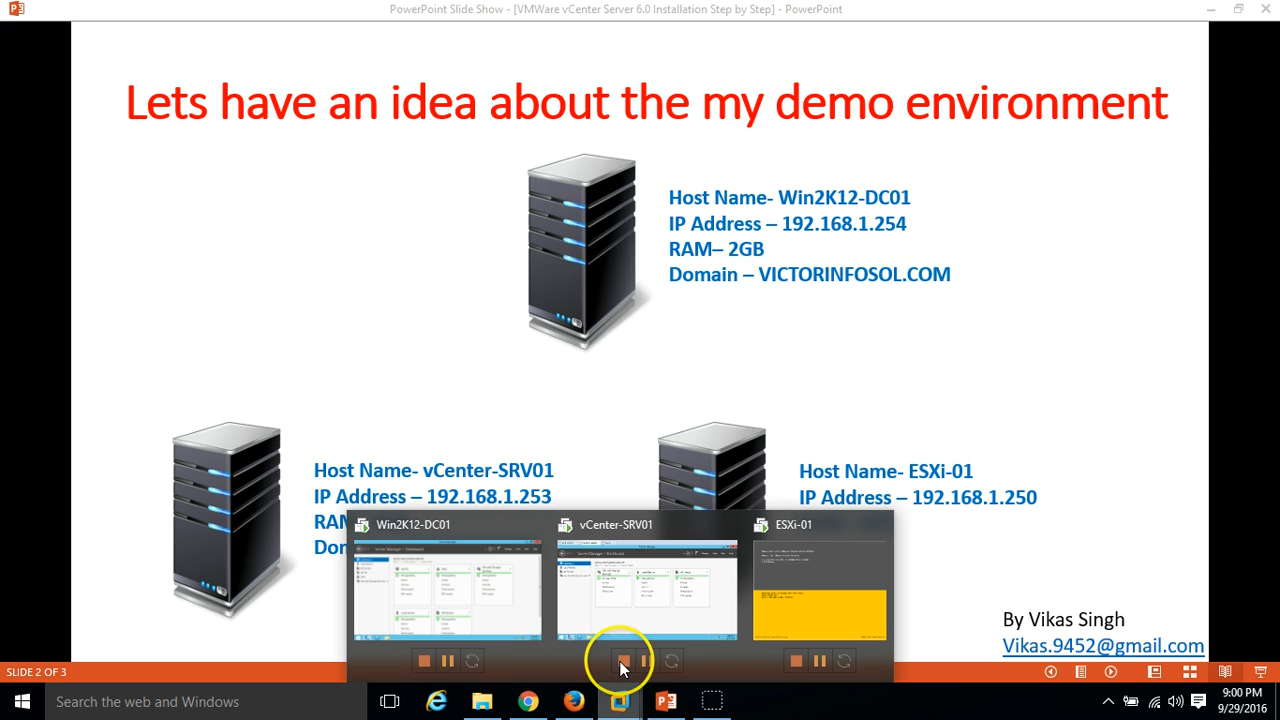 PowerPoint Slide Show - [VMWare vCenter Server 6.0 Installation Step by Step] - PowerPoint
Lets have an idea about the my demo environment
Host Name- Win2K12-DC01
IP Address – 192.168.1.254
RAM– 2GB
Domain – VICTORINFOSOL.COM
Host Name- vCenter-SRV01
IP Address – 192.168.1.253
RA
Do
Host Name- ESXi-01
IP Address – 192.168.1.250
Win2K12-DC01
vCenter-SRV01
ESXi-01
By Vikas Singh
Vikas.9452@gmail.com
SLIDE 2 OF 3
Search the web and Windows
9:00 PM
9/29/2016